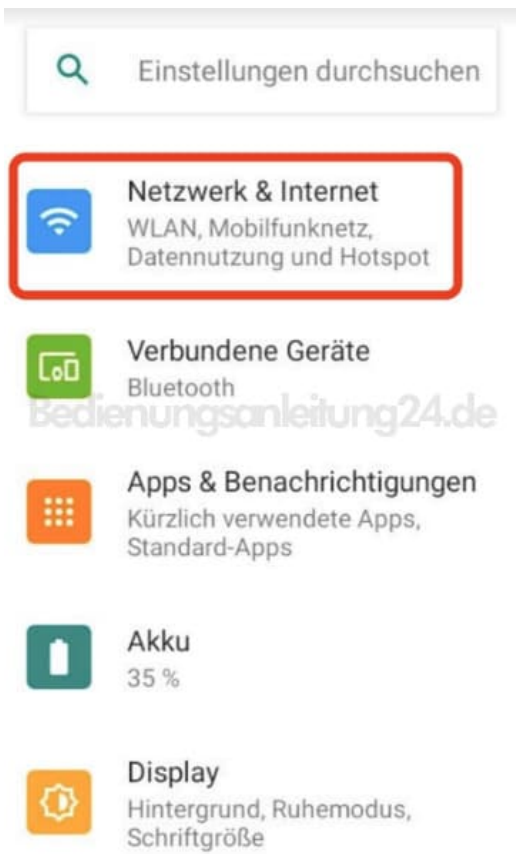 Einstellungen durchsuchen
Netzwerk & Internet
WLAN, Mobilfunknetz,
Datennutzung und Hotspot
Verbundene Geräte
Bluetooth
Bedienungsanleitung24.de
Apps & Benachrichtigungen
Kürzlich verwendete Apps,
Standard-Apps
Akku
35 %
Display
Hintergrund, Ruhemodus,
Schriftgröße